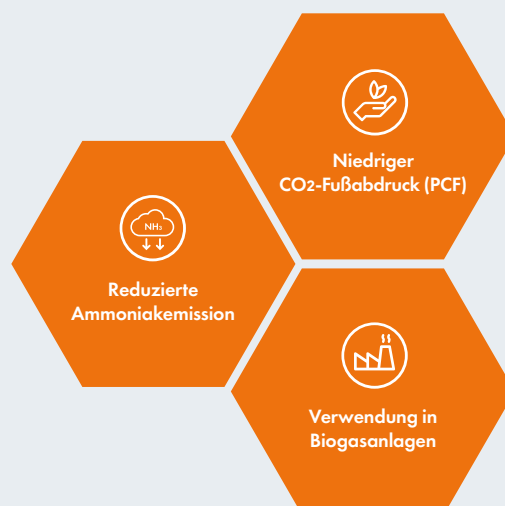 Niedriger
CO2-Fußabdruck (PCF)
NH3
Reduzierte
Ammoniakemission
Verwendung in
Biogasanlagen